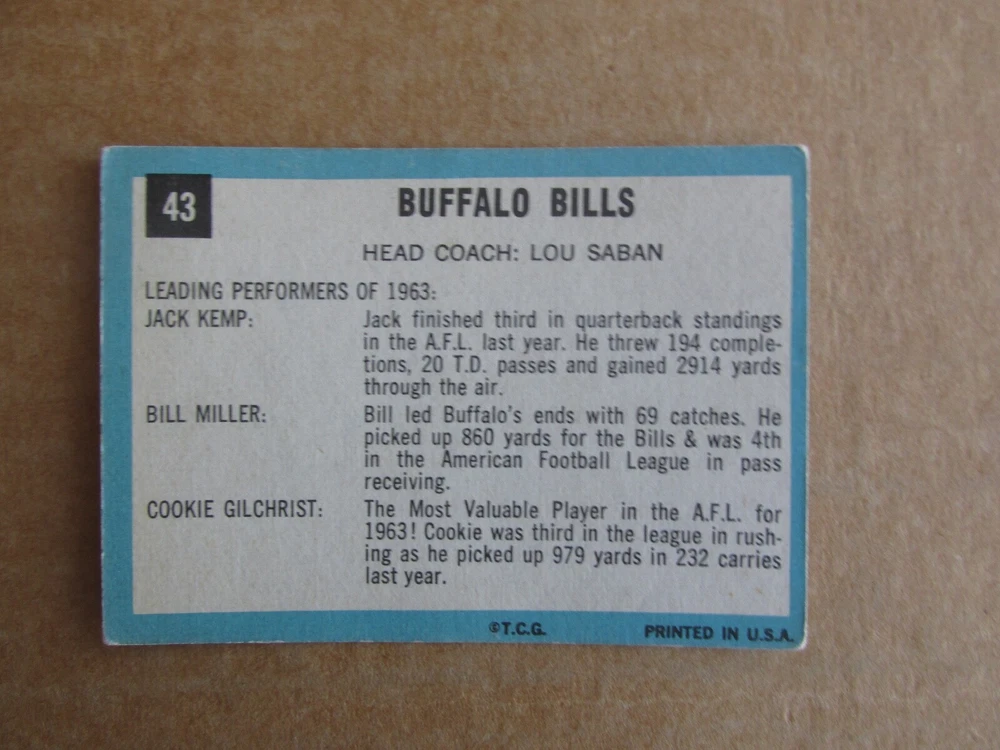 43
BUFFALO BILLS
HEAD COACH: LOU SABAN
LEADING PERFORMERS OF 1963:
JACK KEMP: Jack finished third in quarterback standings
in the A.F.L. last year. He threw 194 comple-
tions, 20 T.D. passes and gained 2914 yards
through the air.
BILL MILLER: Bill led Buffalo's ends with 69 catches. He
picked up 860 yards for the Bills & was 4th
in the American Football League in pass
receiving.
COOKIE GILCHRIST: The Most Valuable Player in the A.F.L. for
1963! Cookie was third in the league in rush-
ing as he picked up 979 yards in 232 carries
last year.
©T.C.G. PRINTED IN U.S.A.